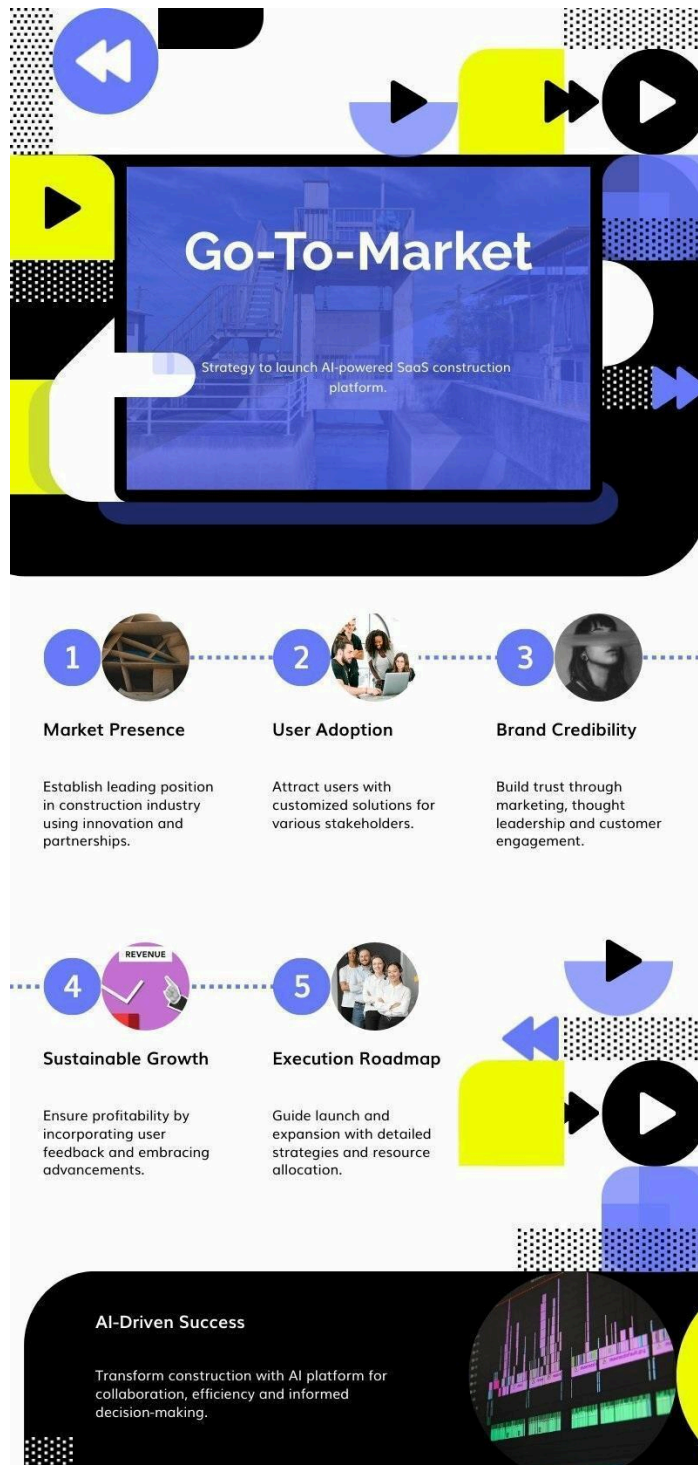 Go-To-Market
Strategy to launch AI-powered SaaS construction
platform.
1
2
3
Market Presence
User Adoption
Brand Credibility
Establish leading position
in construction industry
using innovation and
partnerships.
Attract users with
customized solutions for
various stakeholders.
Build trust through
marketing, thought
leadership and customer
engagement.
4
REVENUE
5
Sustainable Growth
Execution Roadmap
Ensure profitability by
incorporating user
feedback and embracing
advancements.
Guide launch and
expansion with detailed
strategies and resource
allocation.
AI-Driven Success
Transform construction with AI platform for
collaboration, efficiency and informed
decision-making.